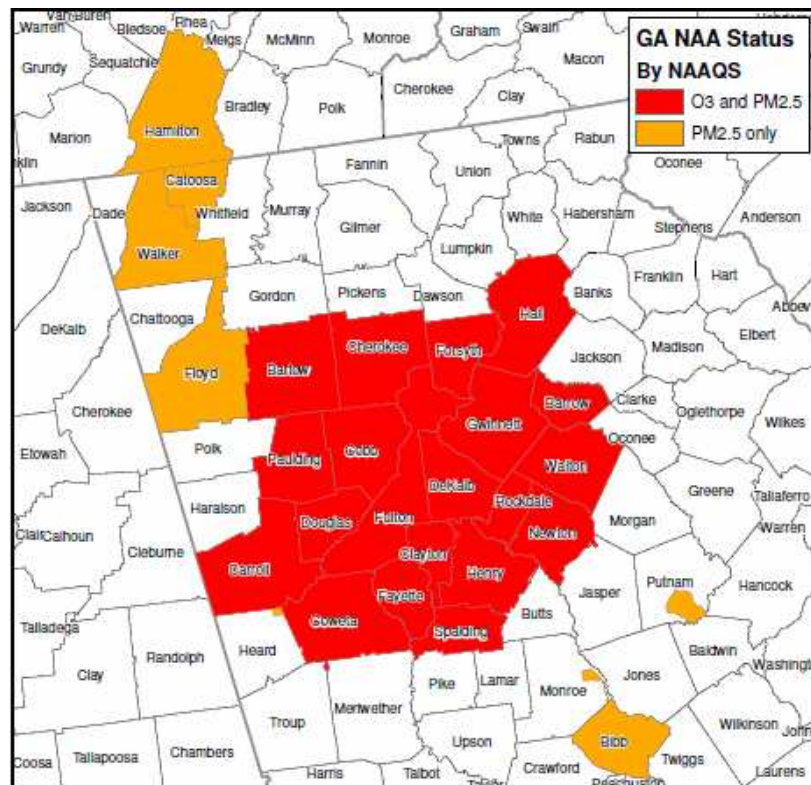 GA NAA Status
By NAAQS
O3 and PM2.5
PM2.5 only
Van Buren
Bledsoe
Rhea
Meigs
McMinn
Monroe
Graham
Swain
Macon
Warren
Grundy
Sequatchie
Bradley
Polk
Cherokee
Clay
Marion
Hamilton
Towns
Rabun
Oconee
Fannin
Union
Catoosa
Jackson
Dade
Whitfield
Murray
Gilmer
White
Habersham
Stephens
Anderson
Walker
Lumpkin
Gordon
Pickens
Dawson
Hall
Banks
Franklin
Hart
Chattooga
DeKalb
Cherokee
Forsyth
Elbert
Floyd
Bartow
Jackson
Madison
Cherokee
Barrow
Clarke
Oglethorpe
Wilkes
Gwinnett
Oconee
Etowah
Polk
Paulding
Cobb
Walton
DeKalb
Rockdale
Greene
Taliaferro
Haralson
Douglas
Fulton
Newton
Morgan
Warren
Calhoun
Cleburne
Clayton
Carroll
Henry
Jasper
Putnam
Hancock
Fayette
Coweta
Butts
Talladega
Spalding
Heard
Baldwin
Clay
Randolph
Pike
Lamar
Monroe
Jones
Troup
Meriwether
Wilkinson
Upson
Bibb
Twiggs
Tallapoosa
Chambers
Harris
Talbot
Crawford
Laurens